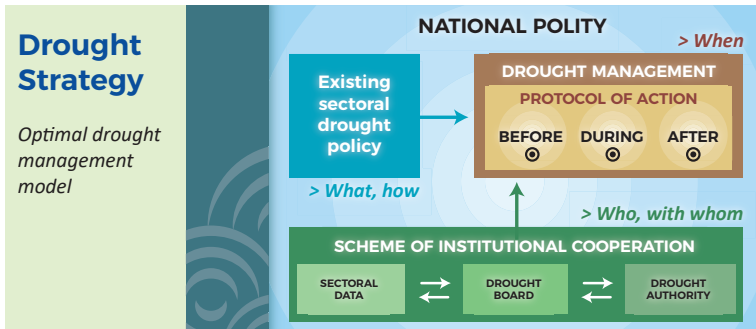 Drought
Strategy
Optimal drought
management
model
NATIONAL POLITY
> When
Existing
sectoral
drought
policy
> What, how
DROUGHT MANAGEMENT
PROTOCOL OF ACTION
BEFORE DURING AFTER
> Who, with whom
SCHEME OF INSTITUTIONAL COOPERATION
SECTORAL
DATA
DROUGHT
BOARD
DROUGHT
AUTHORITY